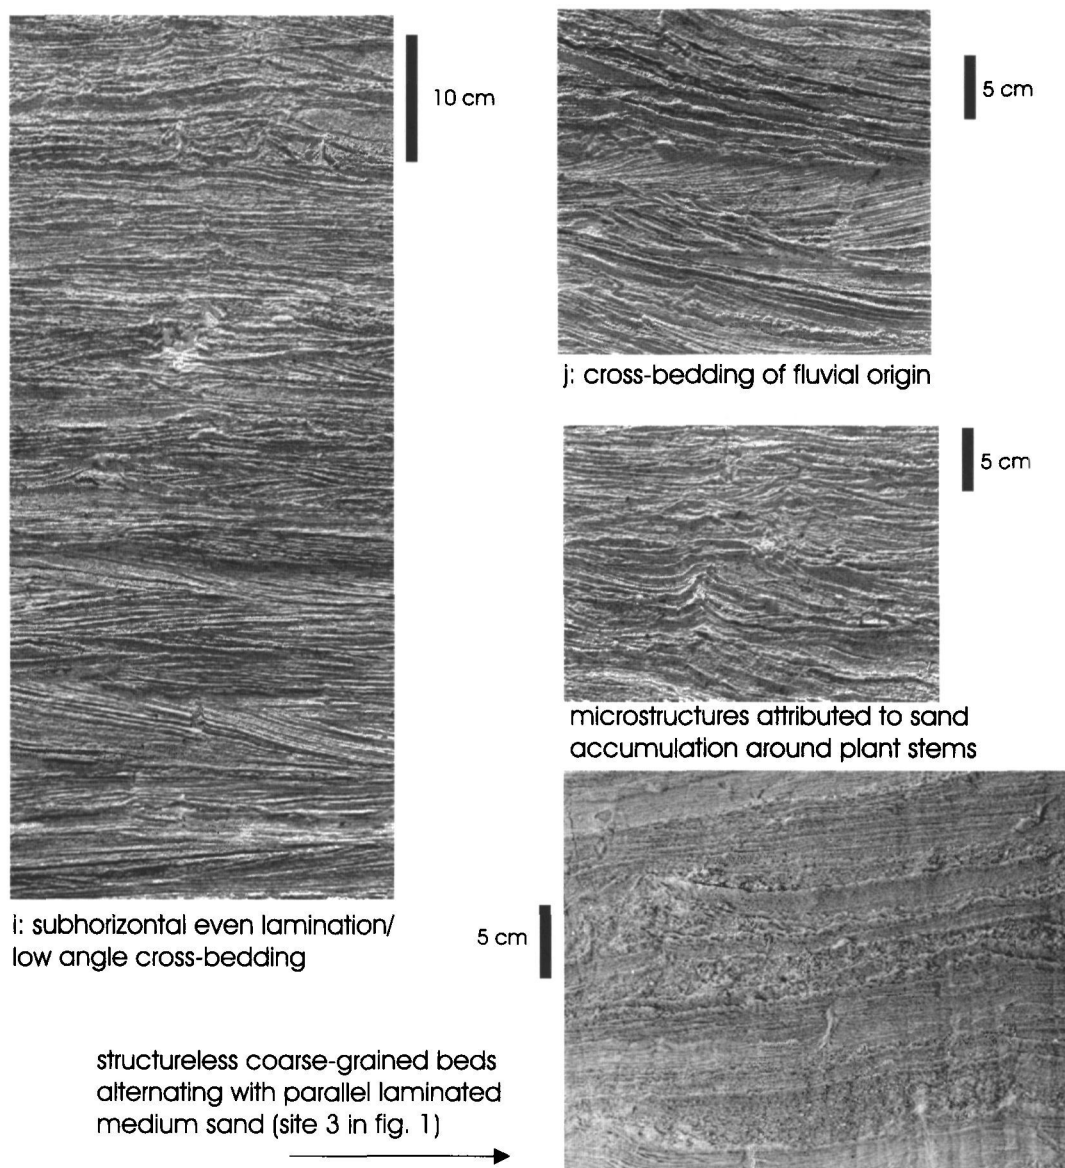 10 cm
i: subhorizontal even lamination/
low angle cross-bedding
5 cm
j: cross-bedding of fluvial origin
5 cm
microstructures attributed to sand
accumulation around plant stems
5 cm
structureless coarse-grained beds
alternating with parallel laminated
medium sand (site 3 in fig. 1)